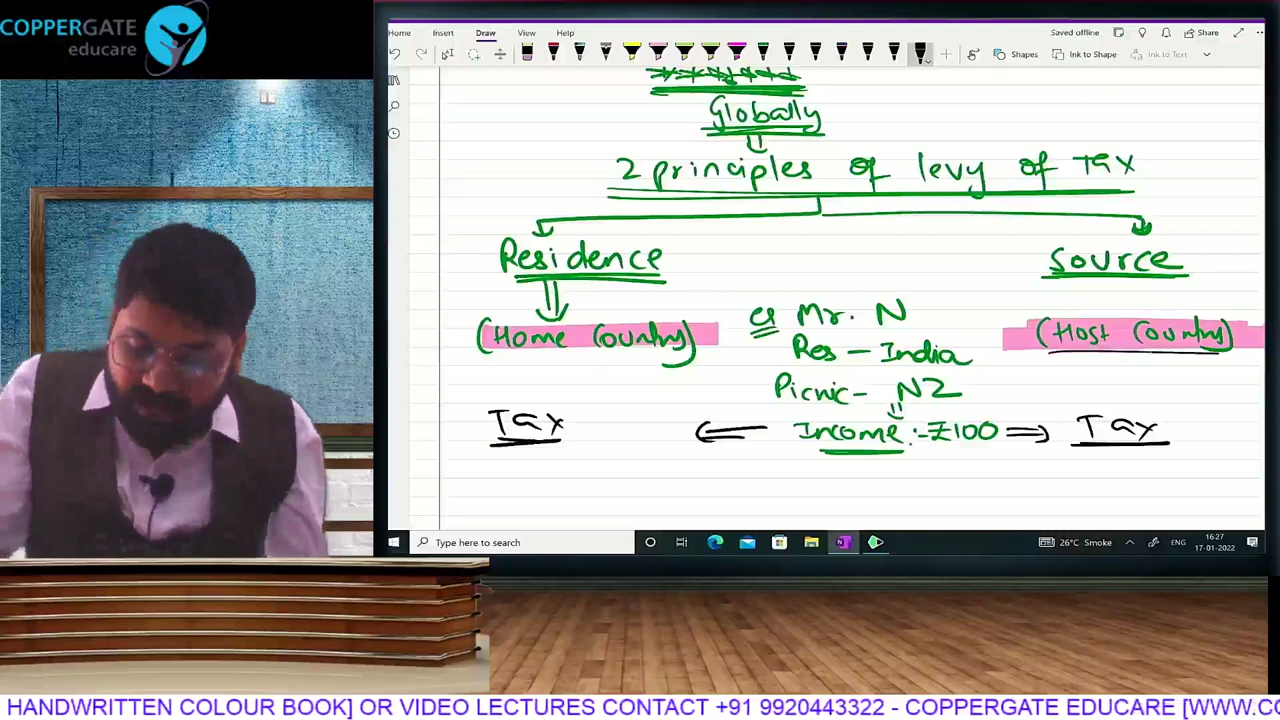 COPPERGATE
educare
Home Insert Draw View Help Saved offline Share
Shapes Ink to Shape Ink to Text
Globally
2 principles of levy of Tax
Residence Source
(Home Country) eg Mr. N (Host Country)
Res – India
Picnic – NZ
Tax Income :- ₹100 Tax
Type here to search 26°C Smoke ENG 16:27
17-01-2022
HANDWRITTEN COLOUR BOOK] OR VIDEO LECTURES CONTACT +91 9920443322 - COPPERGATE EDUCARE [WWW.CO